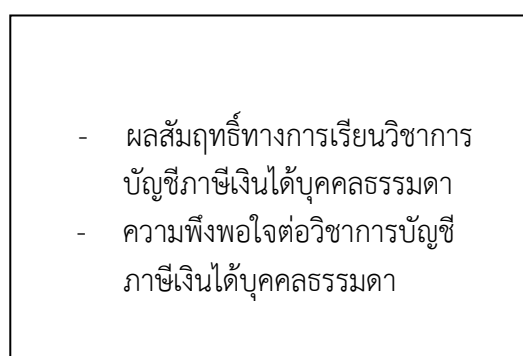 - ผลสัมฤทธิ์ทางการเรียนวิชาการ
บัญชีภาษีเงินได้บุคคลธรรมดา
- ความพึงพอใจต่อวิชาการบัญชี
ภาษีเงินได้บุคคลธรรมดา